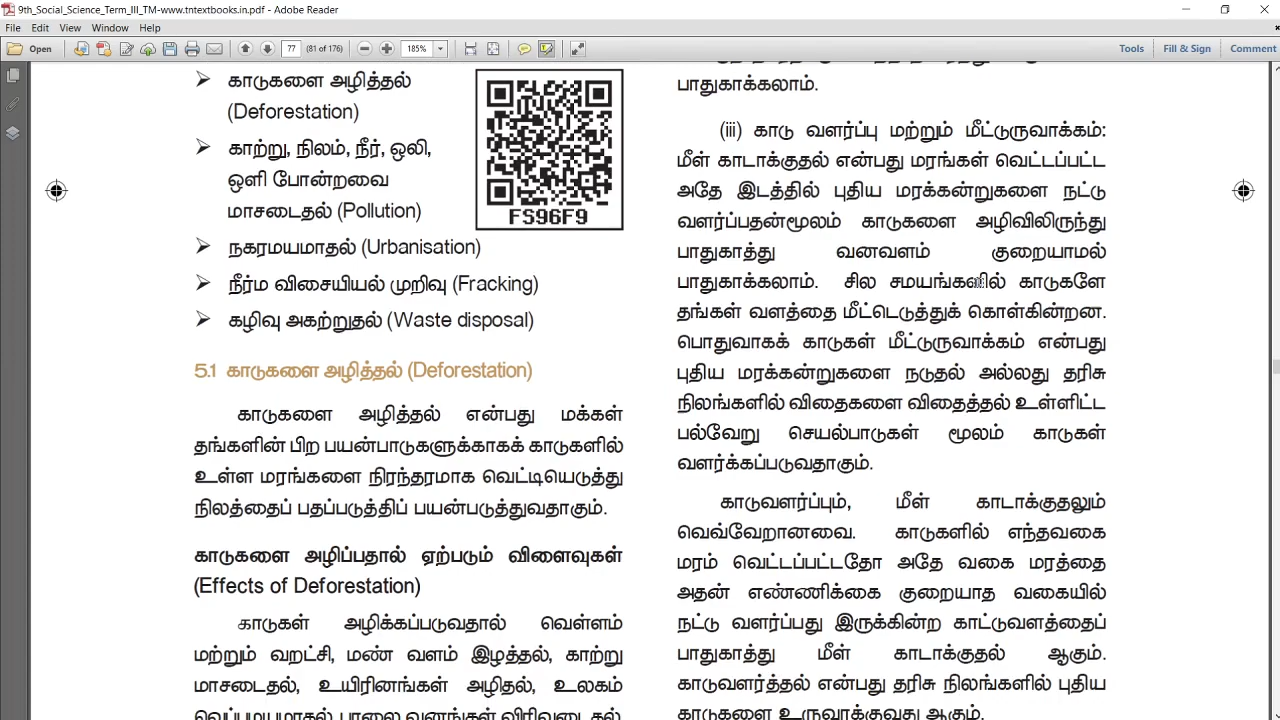 9th_Social_Science_Term_III_TM-www.tntextbooks.in.pdf - Adobe Reader
File Edit View Window Help
Open 77 (81 of 176) 185% Tools Fill & Sign Comment
காடுகளை அழித்தல்
(Deforestation)
காற்று, நிலம், நீர், ஒலி,
ஒளி போன்றவை
மாசடைதல் (Pollution)
FS96F9
நகரமயமாதல் (Urbanisation)
நீர்ம விசையியல் முறிவு (Fracking)
கழிவு அகற்றுதல் (Waste disposal)
5.1 காடுகளை அழித்தல் (Deforestation)
காடுகளை அழித்தல் என்பது மக்கள்
தங்களின் பிற பயன்பாடுகளுக்காகக் காடுகளில்
உள்ள மரங்களை நிரந்தரமாக வெட்டியெடுத்து
நிலத்தைப் பதப்படுத்திப் பயன்படுத்துவதாகும்.
காடுகளை அழிப்பதால் ஏற்படும் விளைவுகள்
(Effects of Deforestation)
காடுகள் அழிக்கப்படுவதால் வெள்ளம்
மற்றும் வறட்சி, மண் வளம் இழத்தல், காற்று
மாசடைதல், உயிரினங்கள் அழிதல், உலகம்
வெப்பமயமாதல், பாலைவனங்கள் விரிவடைதல்,
பாதுகாக்கலாம்.
(iii) காடு வளர்ப்பு மற்றும் மீட்டுருவாக்கம்:
மீள் காடாக்குதல் என்பது மரங்கள் வெட்டப்பட்ட
அதே இடத்தில் புதிய மரக்கன்றுகளை நட்டு
வளர்ப்பதன்மூலம் காடுகளை அழிவிலிருந்து
பாதுகாத்து வனவளம் குறையாமல்
பாதுகாக்கலாம். சில சமயங்களில் காடுகளே
தங்கள் வளத்தை மீட்டெடுத்துக் கொள்கின்றன.
பொதுவாகக் காடுகள் மீட்டுருவாக்கம் என்பது
புதிய மரக்கன்றுகளை நடுதல் அல்லது தரிசு
நிலங்களில் விதைகளை விதைத்தல் உள்ளிட்ட
பல்வேறு செயல்பாடுகள் மூலம் காடுகள்
வளர்க்கப்படுவதாகும்.
காடுவளர்ப்பும், மீள் காடாக்குதலும்
வெவ்வேறானவை. காடுகளில் எந்தவகை
மரம் வெட்டப்பட்டதோ அதே வகை மரத்தை
அதன் எண்ணிக்கை குறையாத வகையில்
நட்டு வளர்ப்பது இருக்கின்ற காட்டுவளத்தைப்
பாதுகாத்து மீள் காடாக்குதல் ஆகும்.
காடுவளர்த்தல் என்பது தரிசு நிலங்களில் புதிய
காடுகளை உருவாக்குவது ஆகும்.